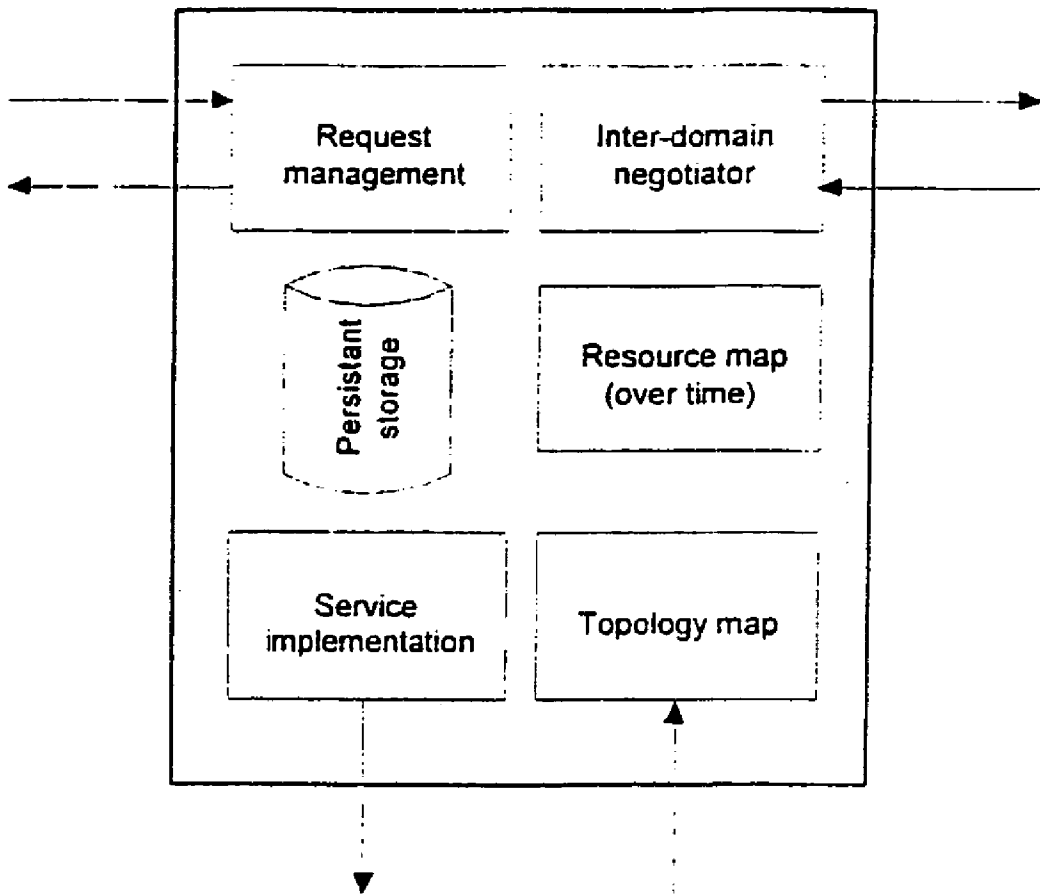 Request
management
Inter-domain
negotiator
Persistant
storage
Resource map
(over time)
Service
implementation
Topology map